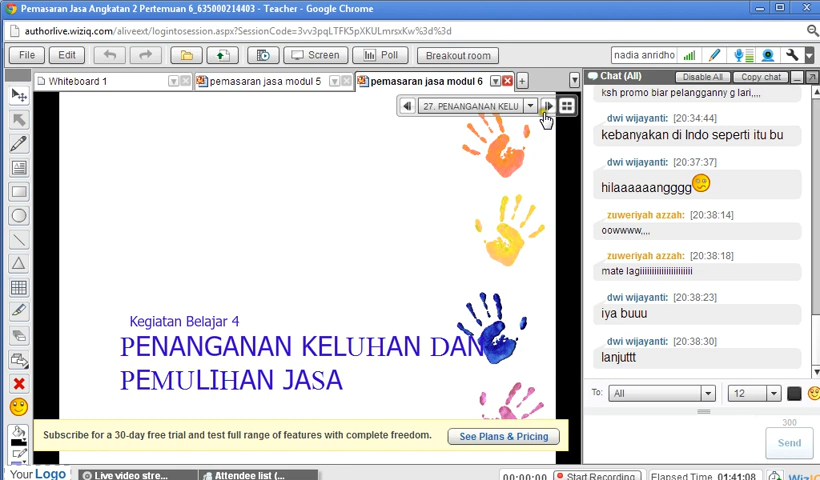 Pemasaran Jasa Angkatan 2 Pertemuan 6_635000214403 - Teacher - Google Chrome
authorlive.wiziq.com/aliveext/logintosession.aspx?SessionCode=3vv3pqLTFK5pXKULmrsxKw%3d%3d
File Edit Screen Poll Breakout room nadia anridho
Whiteboard 1 pemasaran jasa modul 5 pemasaran jasa modul 6
27. PENANGANAN KELU
Kegiatan Belajar 4
PENANGANAN KELUHAN DAN
PEMULIHAN JASA
Subscribe for a 30-day free trial and test full range of features with complete freedom. See Plans & Pricing
Chat (All) Disable All Copy chat
ksh promo biar pelangganny g lari,,,,
dwi wijayanti: [20:34:44]
kebanyakan di Indo seperti itu bu
dwi wijayanti: [20:37:37]
hilaaaaaangggg
zuweriyah azzah: [20:38:14]
oowwww,,,,
zuweriyah azzah: [20:38:18]
mate lagiiiiiiiiiiiiiiiiiiiiii
dwi wijayanti: [20:38:23]
iya buuu
dwi wijayanti: [20:38:30]
lanjuttt
To: All 12
300
Send
Your Logo Live video stre... Attendee list (... 00:00:00 Start Recording Elapsed Time: 01:41:08